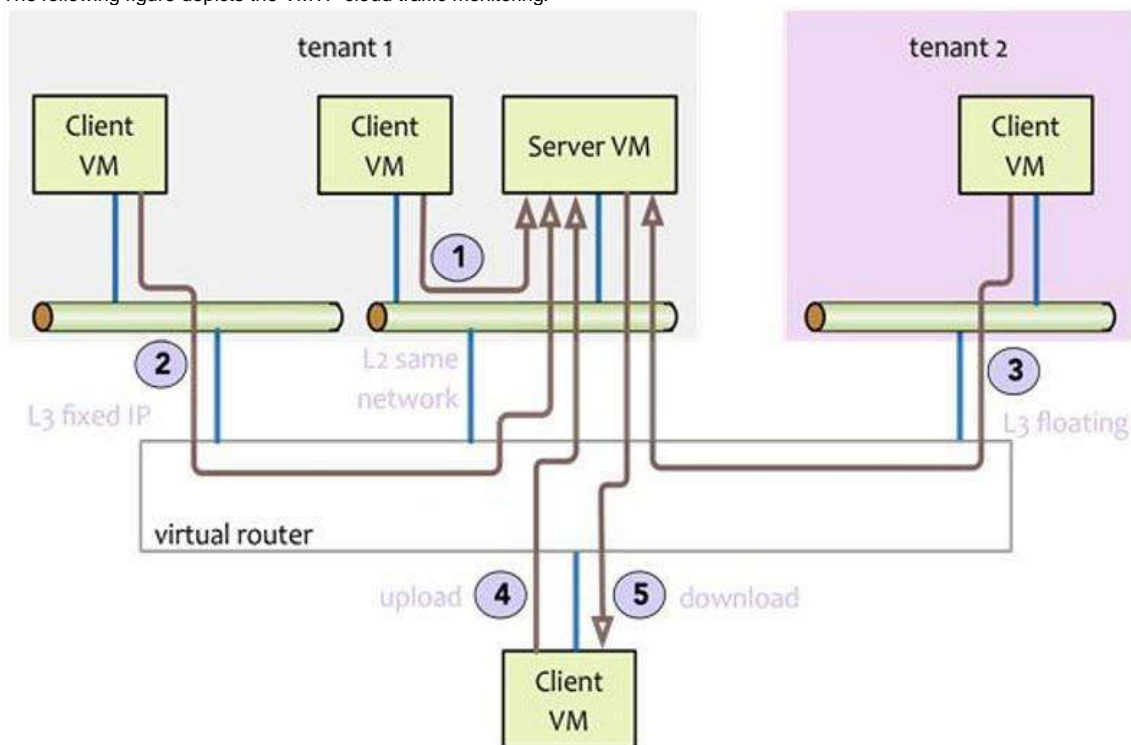 The following figure depicts the VMTP cloud traffic monitoring.
tenant 1
tenant 2
Client
VM
Client
VM
Server VM
Client
VM
1
2
L2 same
network
3
L3 fixed IP
L3 floating
virtual router
upload
4
5
download
Client
VM